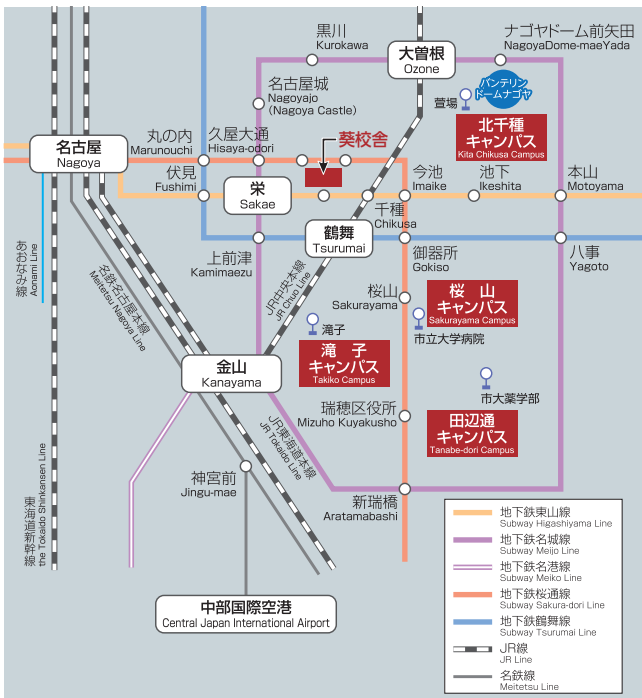 黒川
Kurokawa
大曽根
Ozone
ナゴヤドーム前矢田
NagoyaDome-maeYada
名古屋城
Nagoyajo
(Nagoya Castle)
萱場
バンテリン
ドームナゴヤ
北千種
キャンパス
Kita Chikusa Campus
名古屋
Nagoya
丸の内
Marunouchi
久屋大通
Hisaya-odori
葵校舎
伏見
Fushimi
栄
Sakae
今池
Imaike
池下
Ikeshita
本山
Motoyama
千種
Chikusa
鶴舞
Tsurumai
上前津
Kamimaezu
御器所
Gokiso
八事
Yagoto
あおなみ線
Aonami Line
名鉄名古屋本線
Meitetsu Nagoya Line
JR中央本線
JR Chuo Line
桜山
Sakurayama
桜 山
キャンパス
Sakurayama Campus
市立大学病院
滝子
滝 子
キャンパス
Takiko Campus
金山
Kanayama
市大薬学部
瑞穂区役所
Mizuho Kuyakusho
田辺通
キャンパス
Tanabe-dori Campus
JR東海道本線
JR Tokaido Line
東海道新幹線
the Tokaido Shinkansen Line
神宮前
Jingu-mae
新瑞橋
Aratamabashi
中部国際空港
Central Japan International Airport
地下鉄東山線
Subway Higashiyama Line
地下鉄名城線
Subway Meijo Line
地下鉄名港線
Subway Meiko Line
地下鉄桜通線
Subway Sakura-dori Line
地下鉄鶴舞線
Subway Tsurumai Line
JR線
JR Line
名鉄線
Meitetsu Line